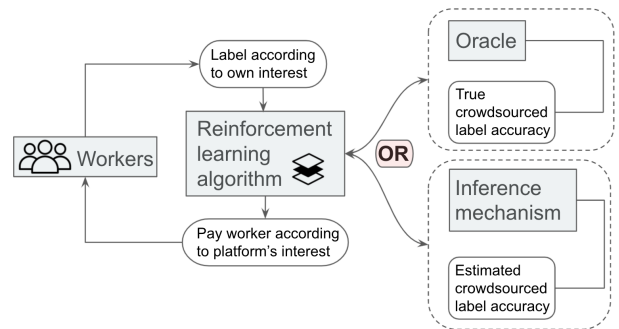 Label according
to own interest
Workers
Reinforcement
learning
algorithm
Pay worker according
to platform's interest
OR
Oracle
True
crowdsourced
label accuracy
Inference
mechanism
Estimated
crowdsourced
label accuracy